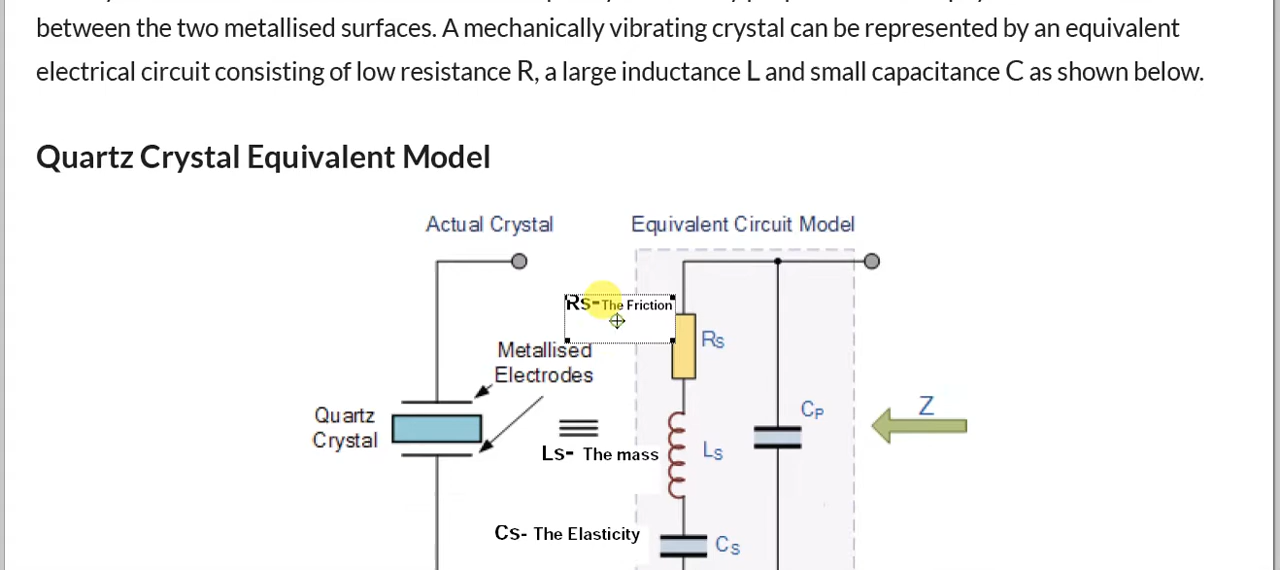 between the two metallised surfaces. A mechanically vibrating crystal can be represented by an equivalent
electrical circuit consisting of low resistance R, a large inductance L and small capacitance C as shown below.
Quartz Crystal Equivalent Model
Actual Crystal
Equivalent Circuit Model
Rs-The Friction
Rs
Metallised
Electrodes
Quartz
Crystal
CP
Z
Ls- The mass
Ls
Cs- The Elasticity
Cs